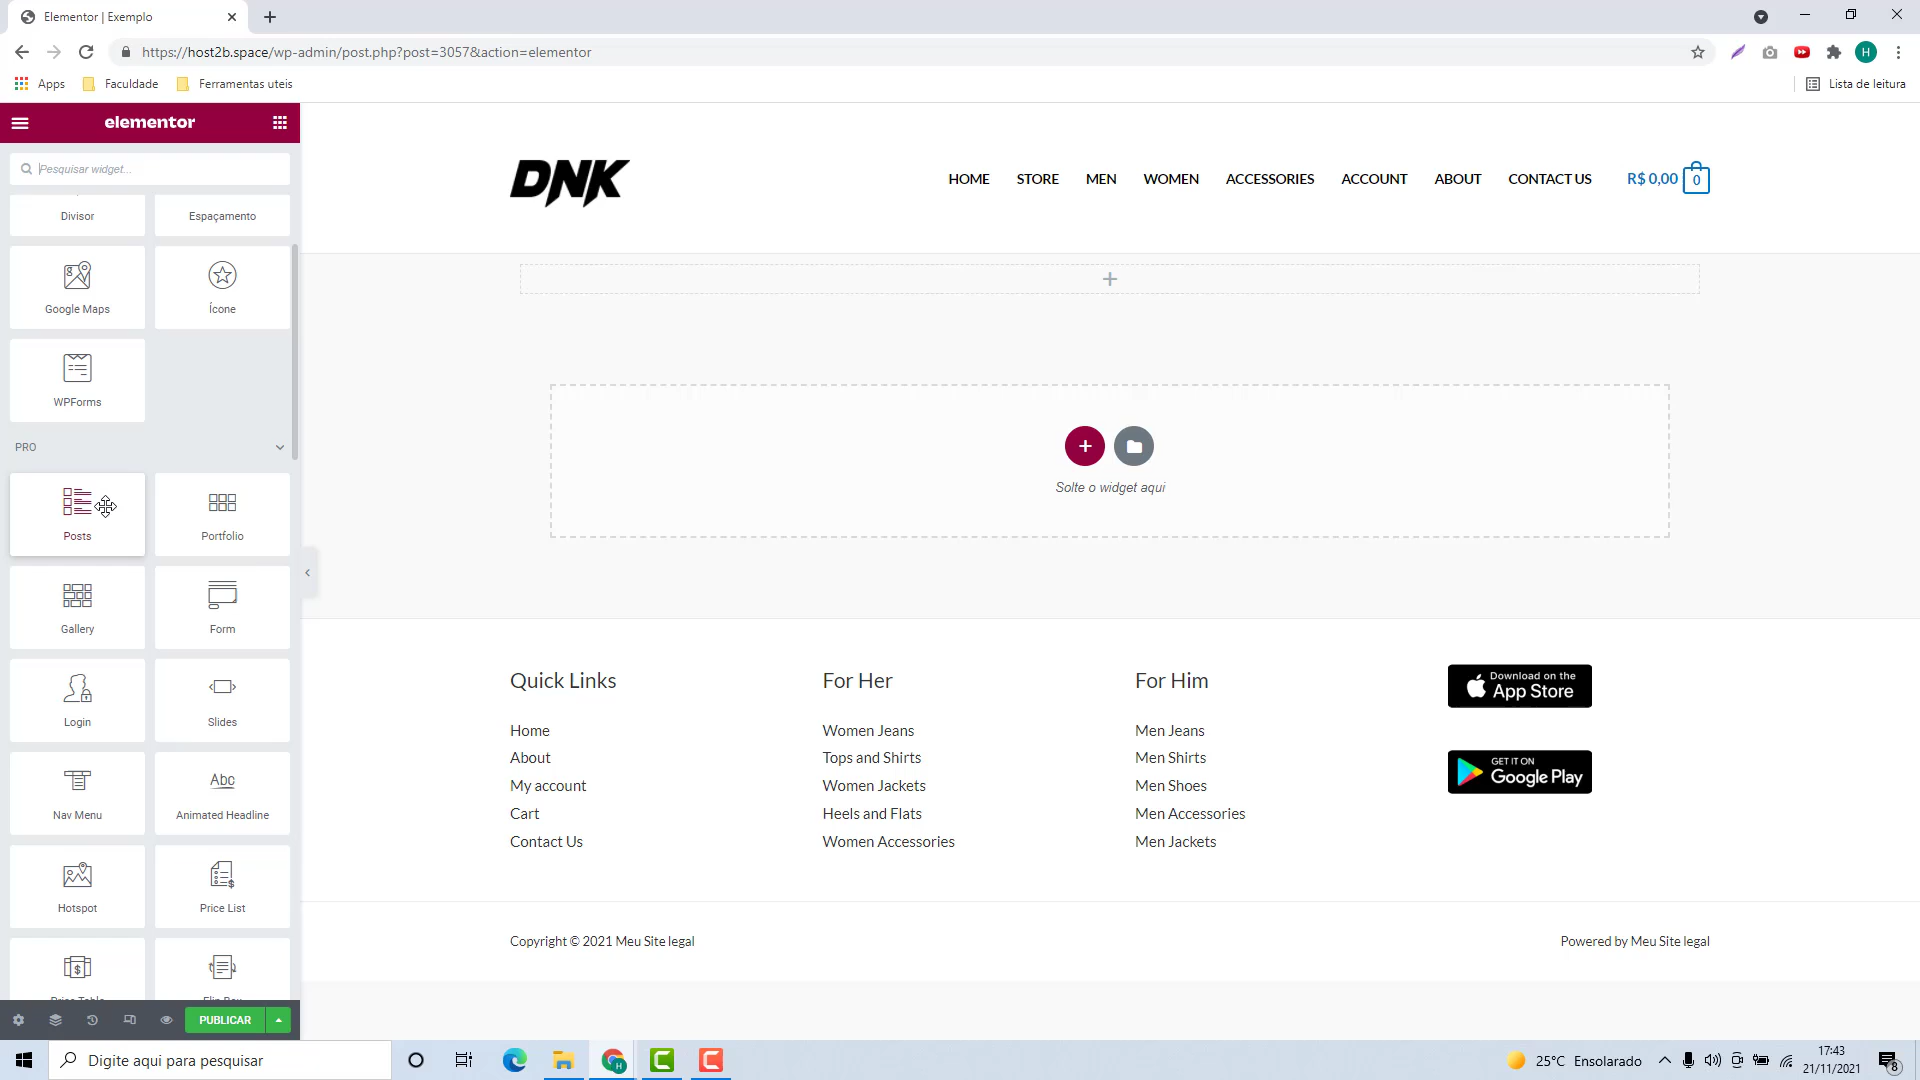 Elementor | Exemplo
https://host2b.space/wp-admin/post.php?post=3057&action=elementor
H
Apps
Faculdade
Ferramentas uteis
Lista de leitura
elementor
Pesquisar widget...
Divisor
Espaçamento
Google Maps
Ícone
WPForms
PRO
Posts
Portfolio
Gallery
Form
Login
Slides
Nav Menu
Abc
Animated Headline
Hotspot
Price List
Price Table
Flip Box
PUBLICAR
DNK
HOME
STORE
MEN
WOMEN
ACCESSORIES
ACCOUNT
ABOUT
CONTACT US
R$ 0,00
0
Solte o widget aqui
Quick Links
Home
About
My account
Cart
Contact Us
For Her
Women Jeans
Tops and Shirts
Women Jackets
Heels and Flats
Women Accessories
For Him
Men Jeans
Men Shirts
Men Shoes
Men Accessories
Men Jackets
Download on the
App Store
GET IT ON
Google Play
Copyright © 2021 Meu Site legal
Powered by Meu Site legal
Digite aqui para pesquisar
25°C Ensolarado
17:43
21/11/2021
8